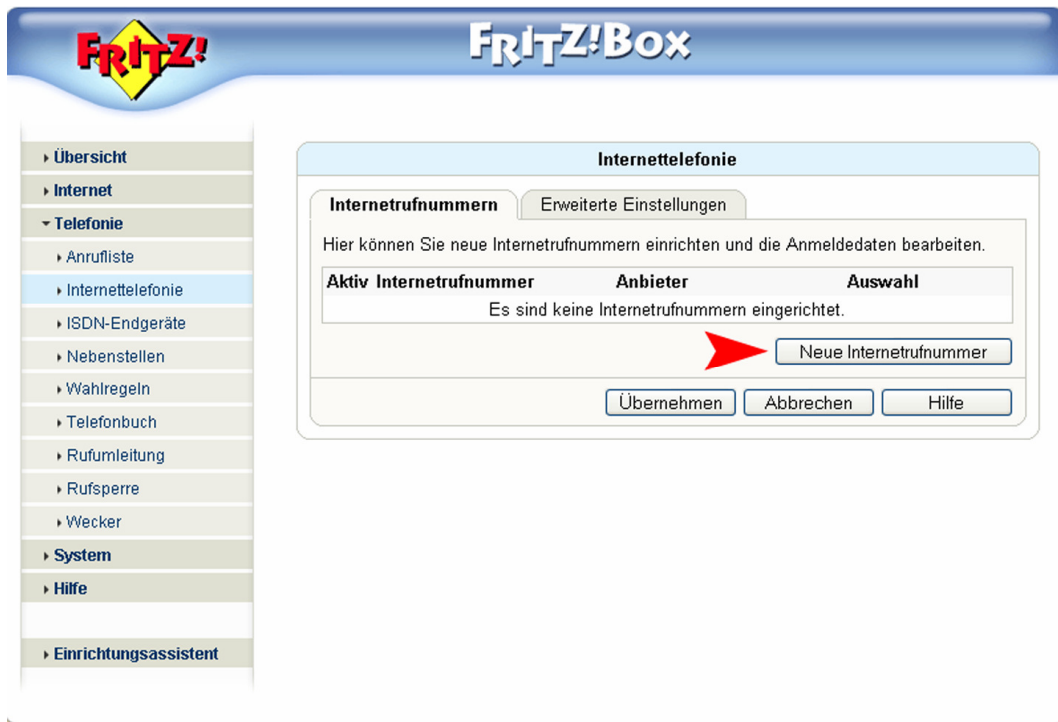 FRITZ!
FRITZ!BOX
Übersicht
Internet
Telefonie
Anrufliste
Internettelefonie
ISDN-Endgeräte
Nebenstellen
Wahlregeln
Telefonbuch
Rufumleitung
Rufsperre
Wecker
System
Hilfe
Einrichtungsassistent
Internettelefonie
Internetrufnummern Erweiterte Einstellungen
Hier können Sie neue Internetrufnummern einrichten und die Anmeldedaten bearbeiten.
Aktiv Internetrufnummer Anbieter Auswahl
Es sind keine Internetrufnummern eingerichtet.
Neue Internetrufnummer
Übernehmen Abbrechen Hilfe